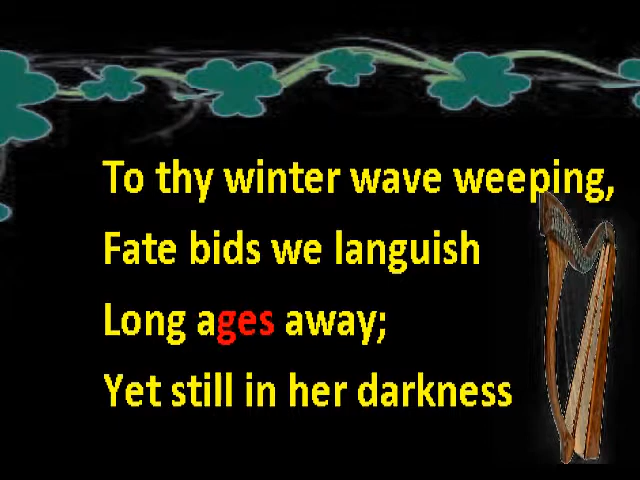 To thy winter wave weeping,
Fate bids we languish
Long ages away;
Yet still in her darkness